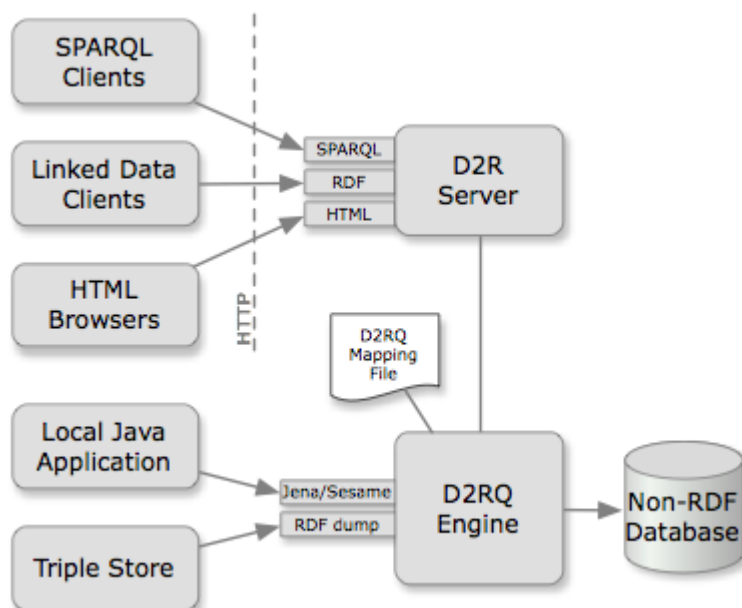 SPARQL
Clients
Linked Data
Clients
HTML
Browsers
HTTP
SPARQL
RDF
HTML
D2R
Server
D2RQ
Mapping
File
Local Java
Application
Triple Store
Jena/Sesame
RDF dump
D2RQ
Engine
Non-RDF
Database